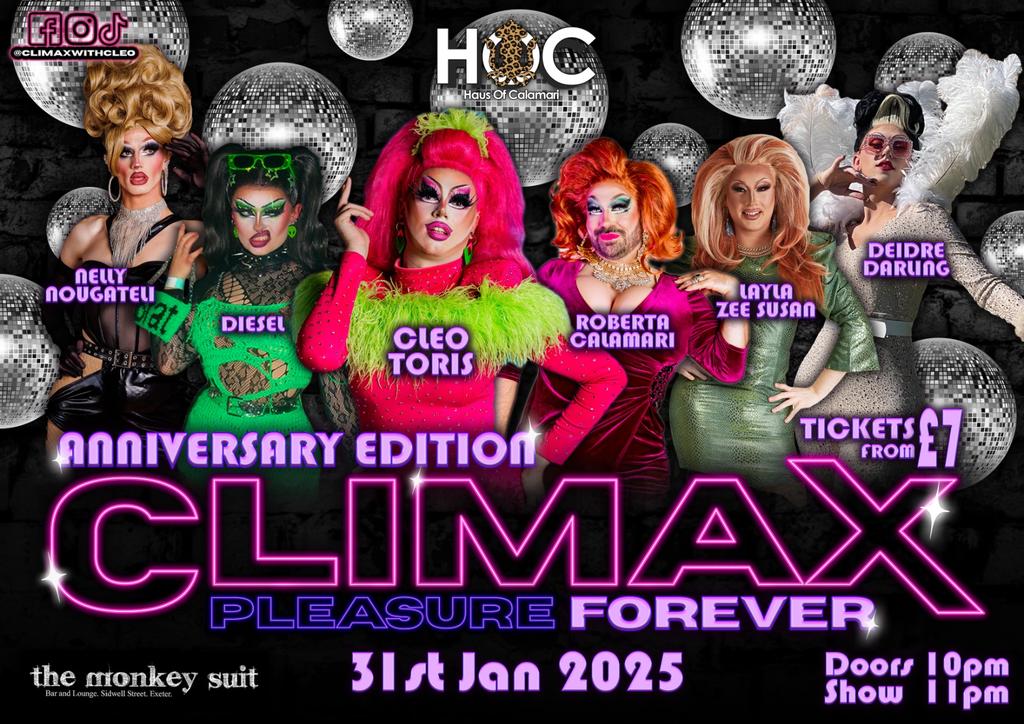 @CLIMAXWITHCLEO
HOC
Haus Of Calamari
NELLY
NOUGATELI
DIESEL
CLEO
TORIS
ROBERTA
CALAMARI
LAYLA
ZEE SUSAN
DEIDRE
DARLING
TICKETS
FROM £7
ANNIVERSARY EDITION
CLIMAX
PLEASURE FOREVER
the monkey suit
Bar and Lounge. Sidwell Street. Exeter.
31st Jan 2025
Doors 10pm
Show 11pm